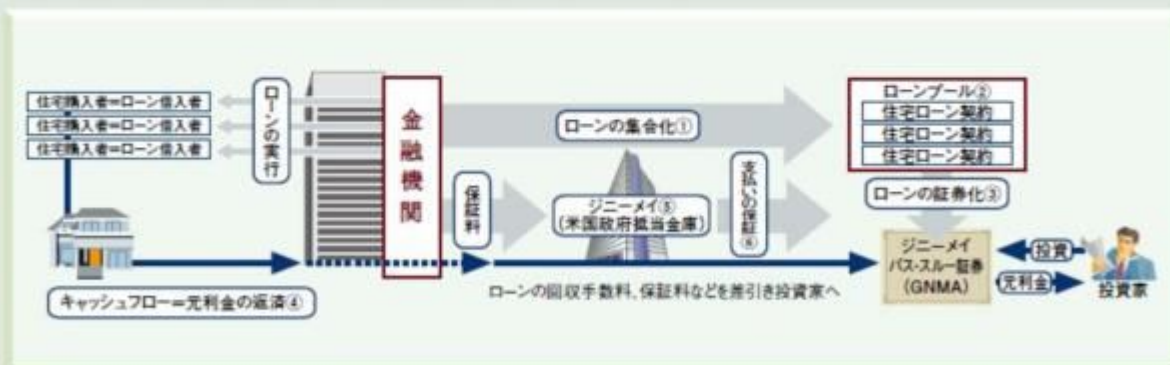 住宅購入者=ローン借入者
住宅購入者=ローン借入者
住宅購入者=ローン借入者
ローンの実行
金融機関
ローンの集合化①
ローンプール②
住宅ローン契約
住宅ローン契約
住宅ローン契約
保証料
ジニーメイ⑤
(米国政府抵当金庫)
支払いの保証⑥
ローンの証券化③
ジニーメイ
パス・スルー証券
(GNMA)
投資
元利金
投資家
キャッシュフロー=元利金の返済④
ローンの回収手数料、保証料などを差引き投資家へ